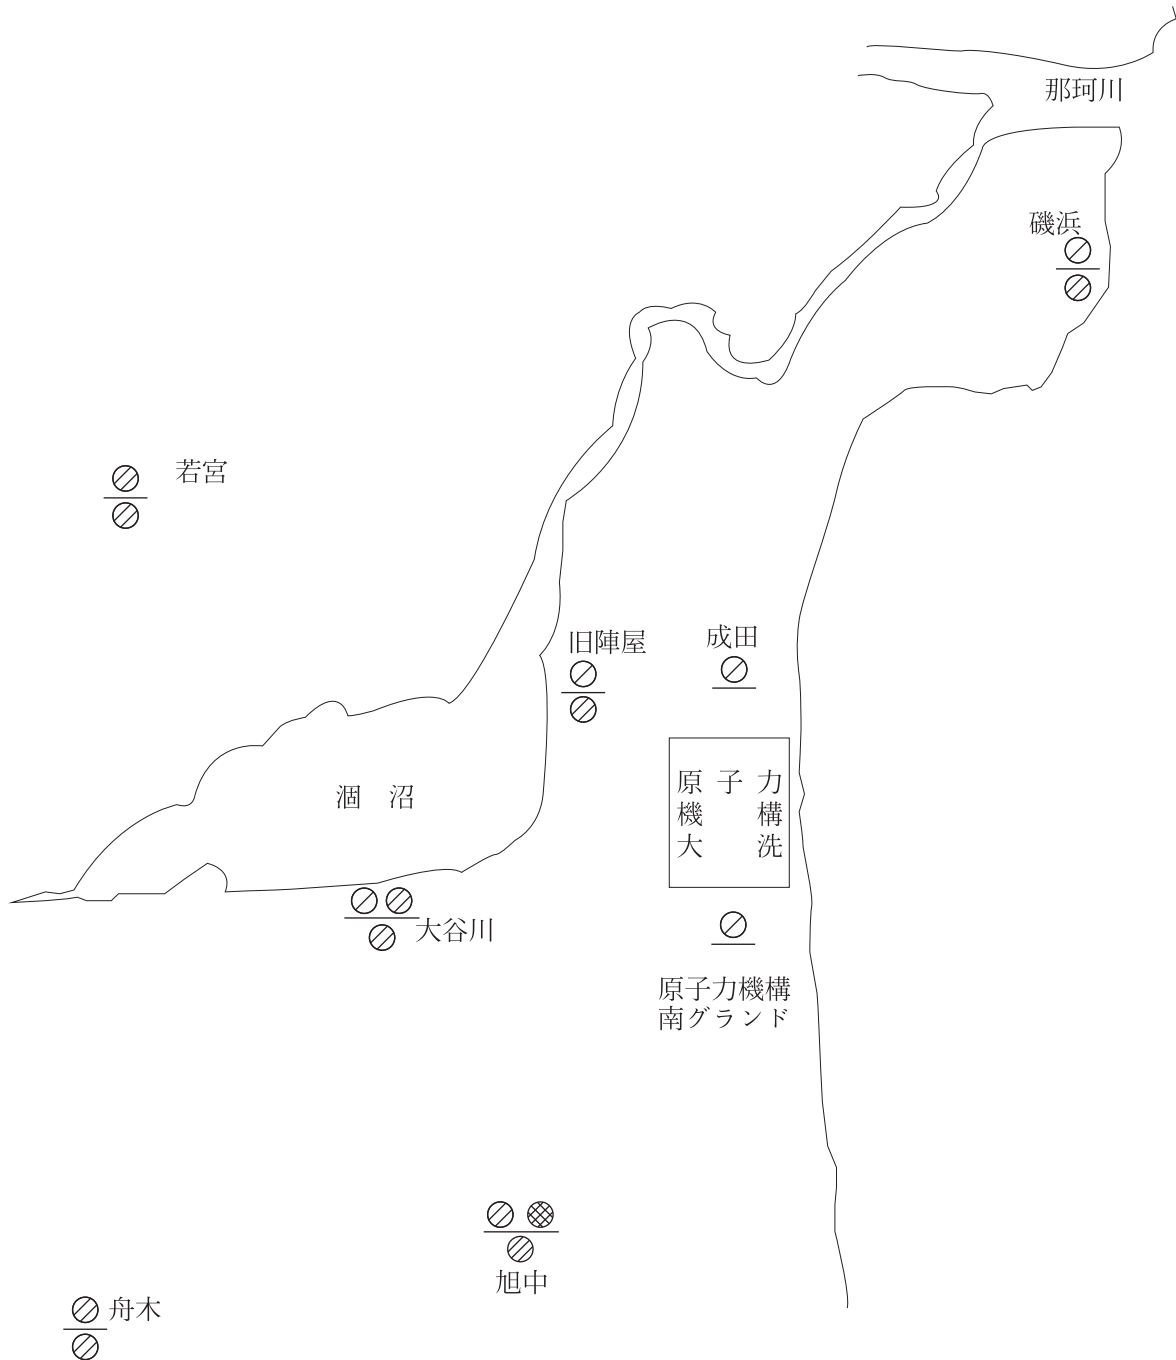 那珂川
磯浜
若宮
旧陣屋
成田
原子力
機構
大洗
涸沼
大谷川
原子力機構
南グランド
旭中
舟木